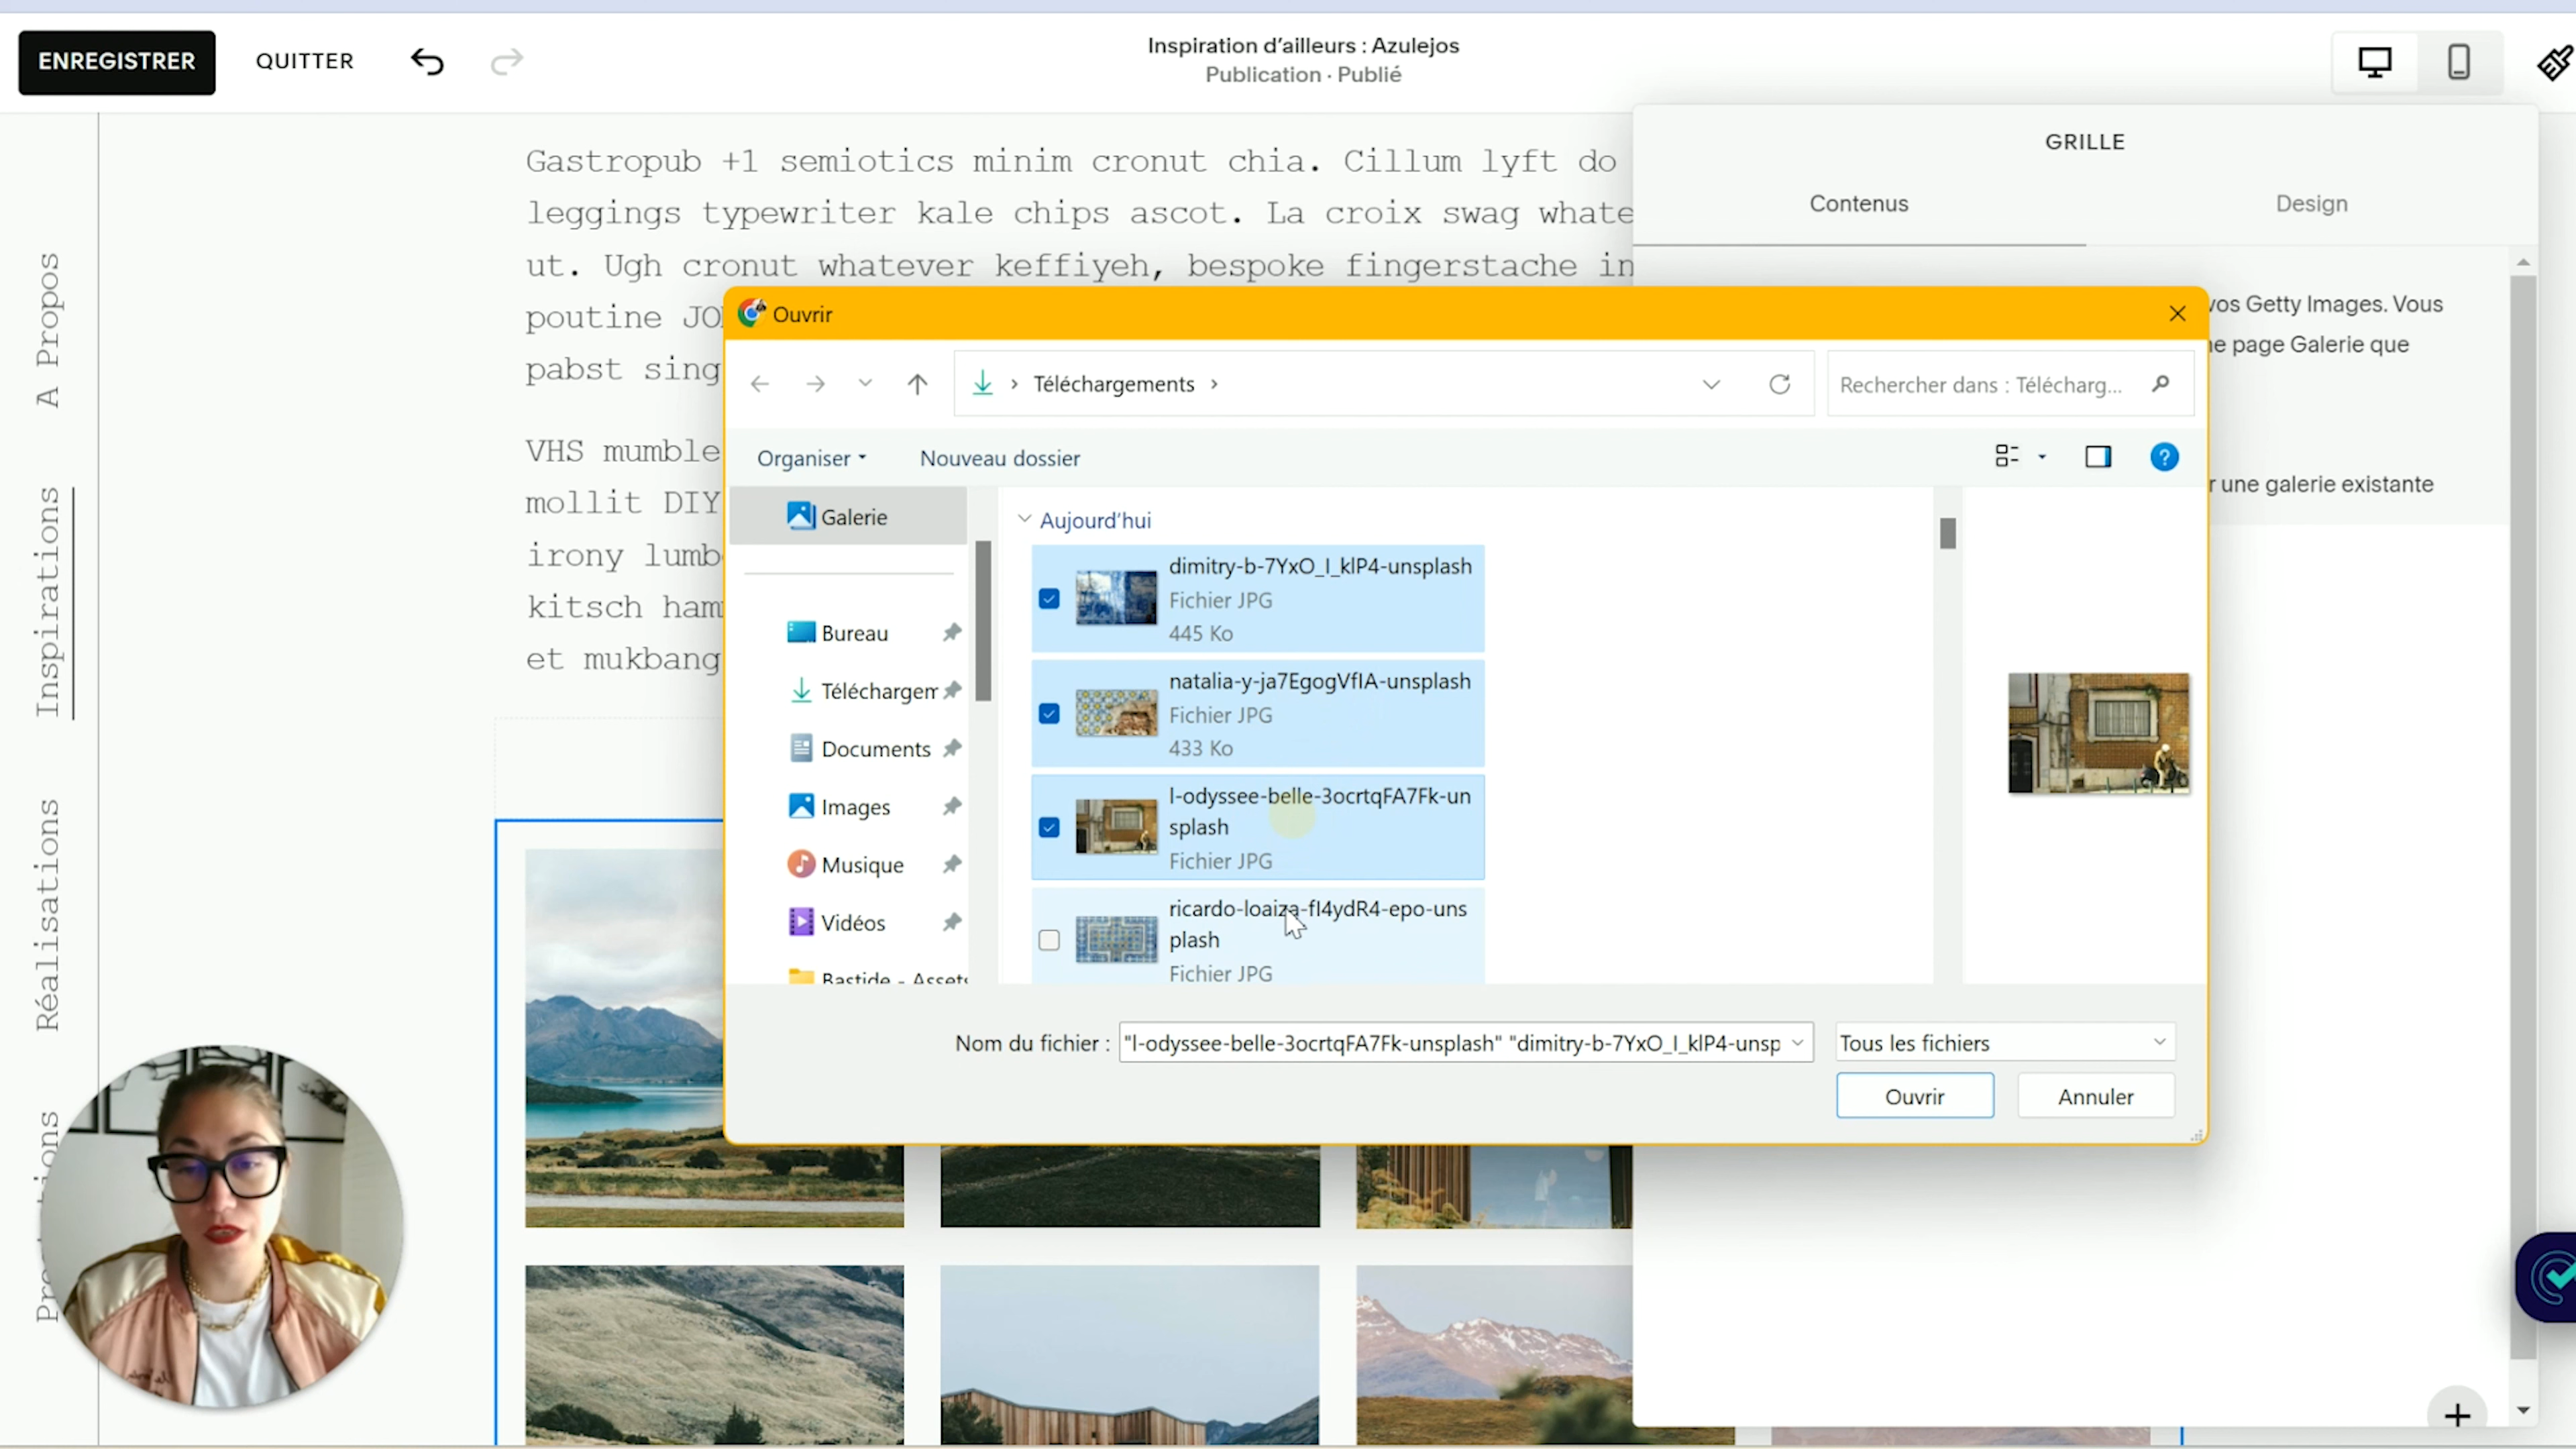 ENREGISTRER
QUITTER
Inspiration d’ailleurs : Azulejos
Publication · Publié
A Propos
Inspirations
Réalisations
Gastropub +1 semiotics minim cronut chia. Cillum lyft do
leggings typewriter kale chips ascot. La croix swag whate
ut. Ugh cronut whatever keffiyeh, bespoke fingerstache in
poutine
pabst sing
VHS mumble
mollit DIY
irony
kitsch
et mukbang
GRILLE
Contenus
Design
vos Getty Images. Vous
page Galerie que
une galerie existante
Ouvrir
Téléchargements
Rechercher dans : Télécharg...
Organiser
Nouveau dossier
Galerie
Bureau
Téléchargem
Documents
Images
Musique
Vidéos
Bastide - Assets
Aujourd’hui
dimitry-b-7YxO_I_klP4-unsplash
Fichier JPG
445 Ko
natalia-y-ja7EgogVfIA-unsplash
Fichier JPG
433 Ko
l-odyssee-belle-3ocrtqFA7Fk-un
splash
Fichier JPG
ricardo-loaiza-fI4ydR4-epo-uns
plash
Fichier JPG
Nom du fichier :
"l-odyssee-belle-3ocrtqFA7Fk-unsplash" "dimitry-b-7YxO_I_klP4-unsp
Tous les fichiers
Ouvrir
Annuler